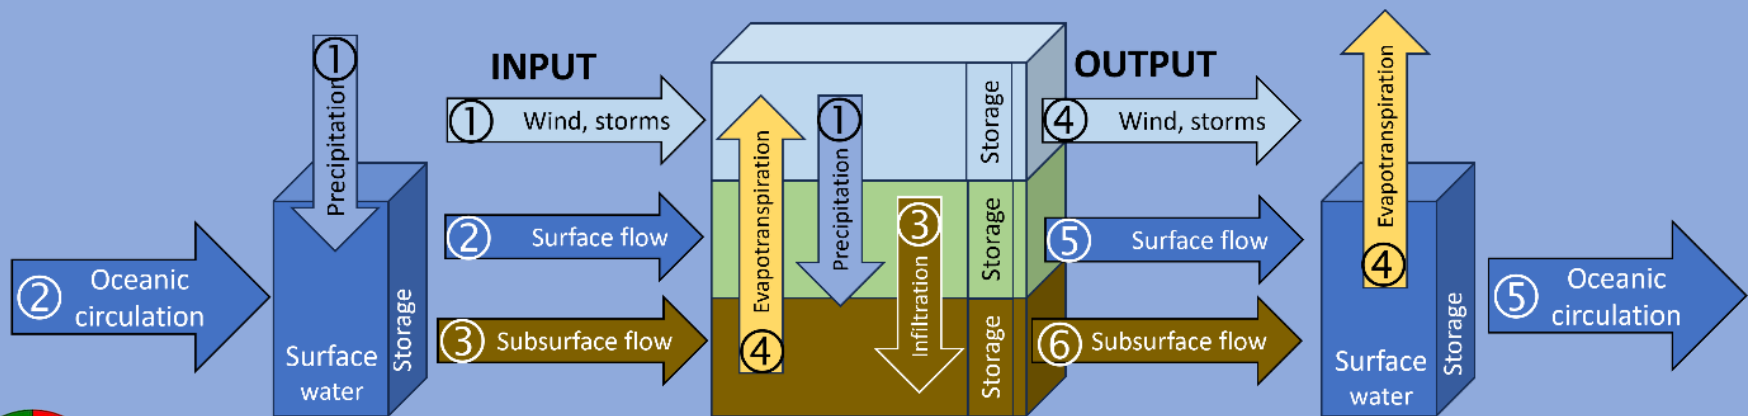 ① Precipitation
② Oceanic
circulation
Surface
water
Storage
INPUT
① Wind, storms
② Surface flow
③ Subsurface flow
④ Evapotranspiration
① Precipitation
③ Infiltration
Storage
Storage
Storage
OUTPUT
④ Wind, storms
⑤ Surface flow
⑥ Subsurface flow
④ Evapotranspiration
Surface
water
Storage
⑤ Oceanic
circulation